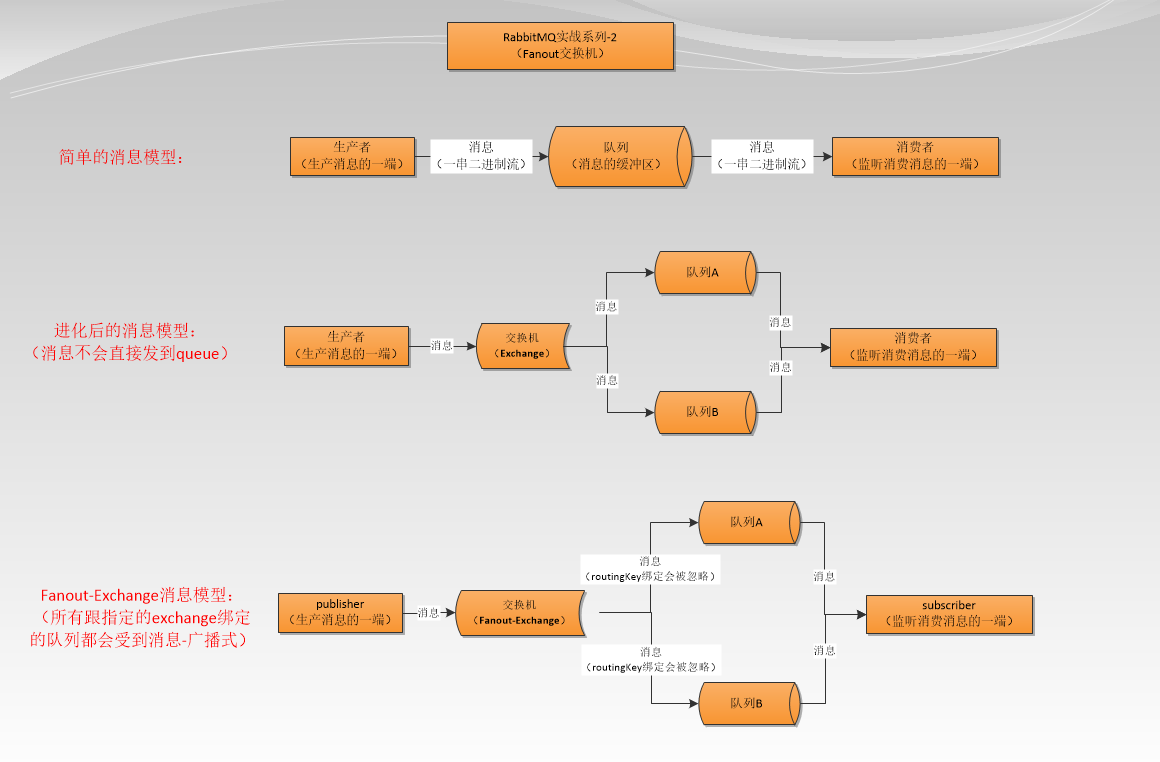 RabbitMQ实战系列-2
（Fanout交换机）
简单的消息模型：
生产者
（生产消息的一端）
消息
（一串二进制流）
队列
（消息的缓冲区）
消息
（一串二进制流）
消费者
（监听消费消息的一端）
进化后的消息模型：
（消息不会直接发到queue）
生产者
（生产消息的一端）
消息
交换机
（Exchange）
消息
消息
队列A
队列B
消息
消息
消费者
（监听消费消息的一端）
Fanout-Exchange消息模型：
（所有跟指定的exchange绑定
的队列都会受到消息-广播式）
publisher
（生产消息的一端）
消息
交换机
（Fanout-Exchange）
消息
（routingKey绑定会被忽略）
消息
（routingKey绑定会被忽略）
队列A
队列B
消息
消息
subscriber
（监听消费消息的一端）